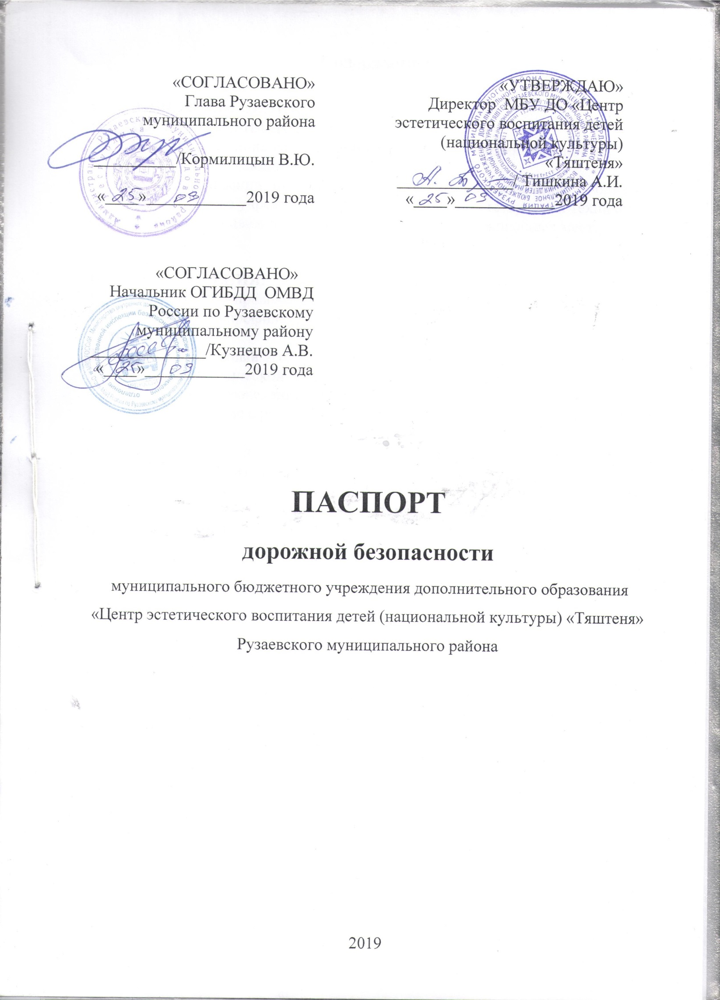 «СОГЛАСОВАНО»
Глава Рузаевского
муниципального района
/Кормилицын В.Ю.
«25» 09 2019 года
«УТВЕРЖДАЮ»
Директор МБУ ДО «Центр
эстетического воспитания детей
(национальной культуры)
«Тяштеня»
/ Тишкина А.И.
«25» 09 2019 года
«СОГЛАСОВАНО»
Начальник ОГИБДД ОМВД
России по Рузаевскому
муниципальному району
/Кузнецов А.В.
«25» 09 2019 года
ПАСПОРТ
дорожной безопасности
муниципального бюджетного учреждения дополнительного образования
«Центр эстетического воспитания детей (национальной культуры) «Тяштеня»
Рузаевского муниципального района
2019